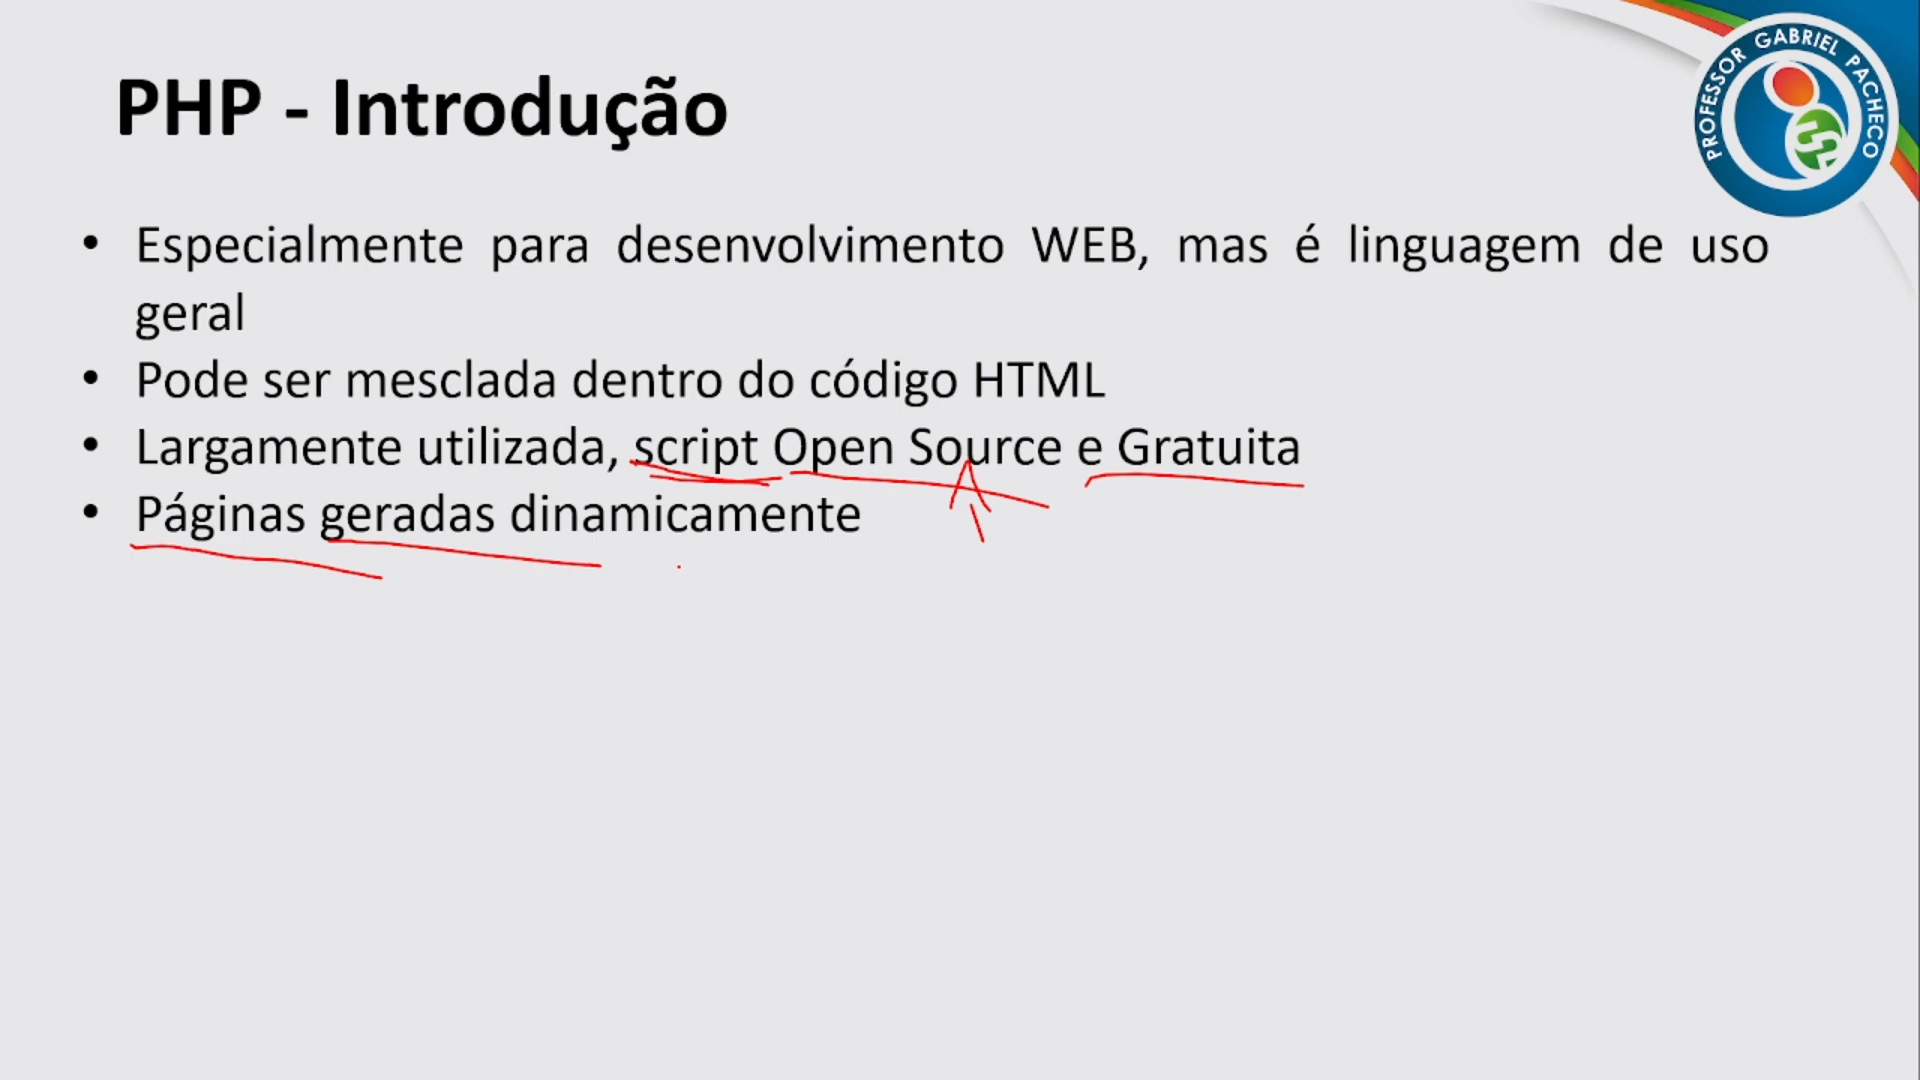 PROFESSOR GABRIEL PACHECO
PHP - Introdução
• Especialmente para desenvolvimento WEB, mas é linguagem de uso
geral
• Pode ser mesclada dentro do código HTML
• Largamente utilizada, script Open Source e Gratuita
• Páginas geradas dinamicamente